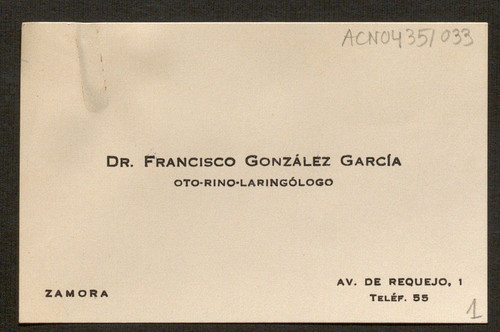 ACN0435/033
DR. FRANCISCO GONZÁLEZ GARCÍA
OTO-RINO-LARINGÓLOGO
ZAMORA
AV. DE REQUEJO, 1
TELÉF. 55
1